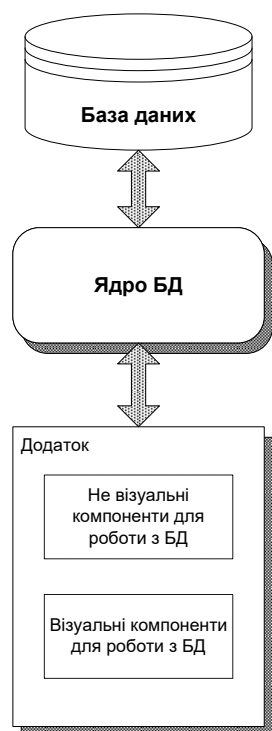 База даних
Ядро БД
Додаток
Не візуальні
компоненти для
роботи з БД
Візуальні компоненти
для роботи з БД